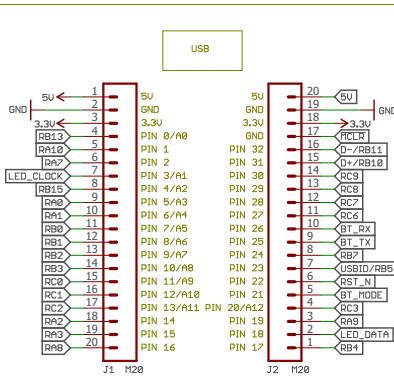 USB
5V 1 5V 5V 20 5V
GND 2 GND GND 19 GND
3.3V 3 3.3V 3.3V 18 3.3V
RB13 4 PIN 0/A0 GND 17 MCLR
RA10 5 PIN 1 PIN 32 16 D-/RB11
RA7 6 PIN 2 PIN 31 15 D+/RB10
LED_CLOCK 7 PIN 3/A1 PIN 30 14 RC9
RB15 8 PIN 4/A2 PIN 29 13 RC8
RA0 9 PIN 5/A3 PIN 28 12 RC7
RA1 10 PIN 6/A4 PIN 27 11 RC6
RB0 11 PIN 7/A5 PIN 26 10 BT_RX
RB1 12 PIN 8/A6 PIN 25 9 BT_TX
RB2 13 PIN 9/A7 PIN 24 8 RB7
RB3 14 PIN 10/A8 PIN 23 7 USBID/RB5
RC0 15 PIN 11/A9 PIN 22 6 RST_N
RC1 16 PIN 12/A10 PIN 21 5 BT_MODE
RC2 17 PIN 13/A11 PIN 20/A12 4 RC3
RA2 18 PIN 14 PIN 19 3 RA9
RA3 19 PIN 15 PIN 18 2 LED_DATA
RA8 20 PIN 16 PIN 17 1 RB4
J1 M20 J2 M20